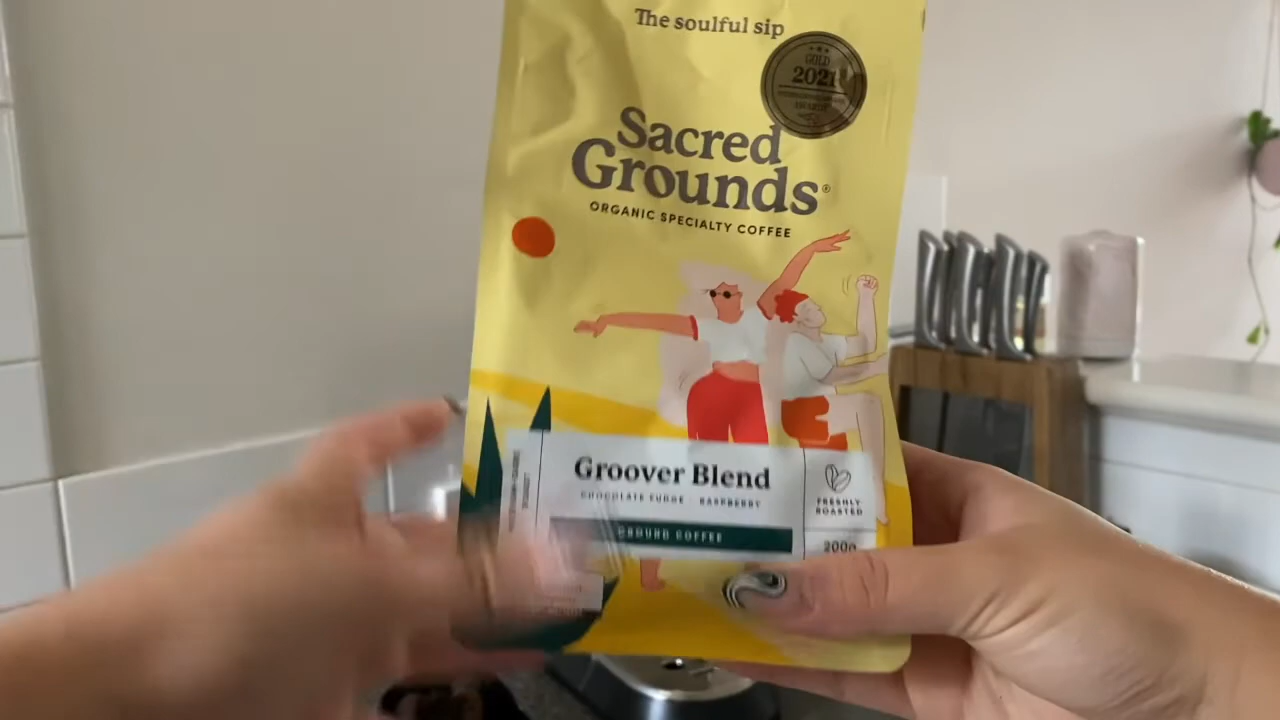 The soulful sip
GOLD
2021
Sacred
Grounds®
ORGANIC SPECIALTY COFFEE
Groover Blend
CHOCOLATE FUDGE · RASPBERRY
GROUND COFFEE
FRESHLY
ROASTED
200g